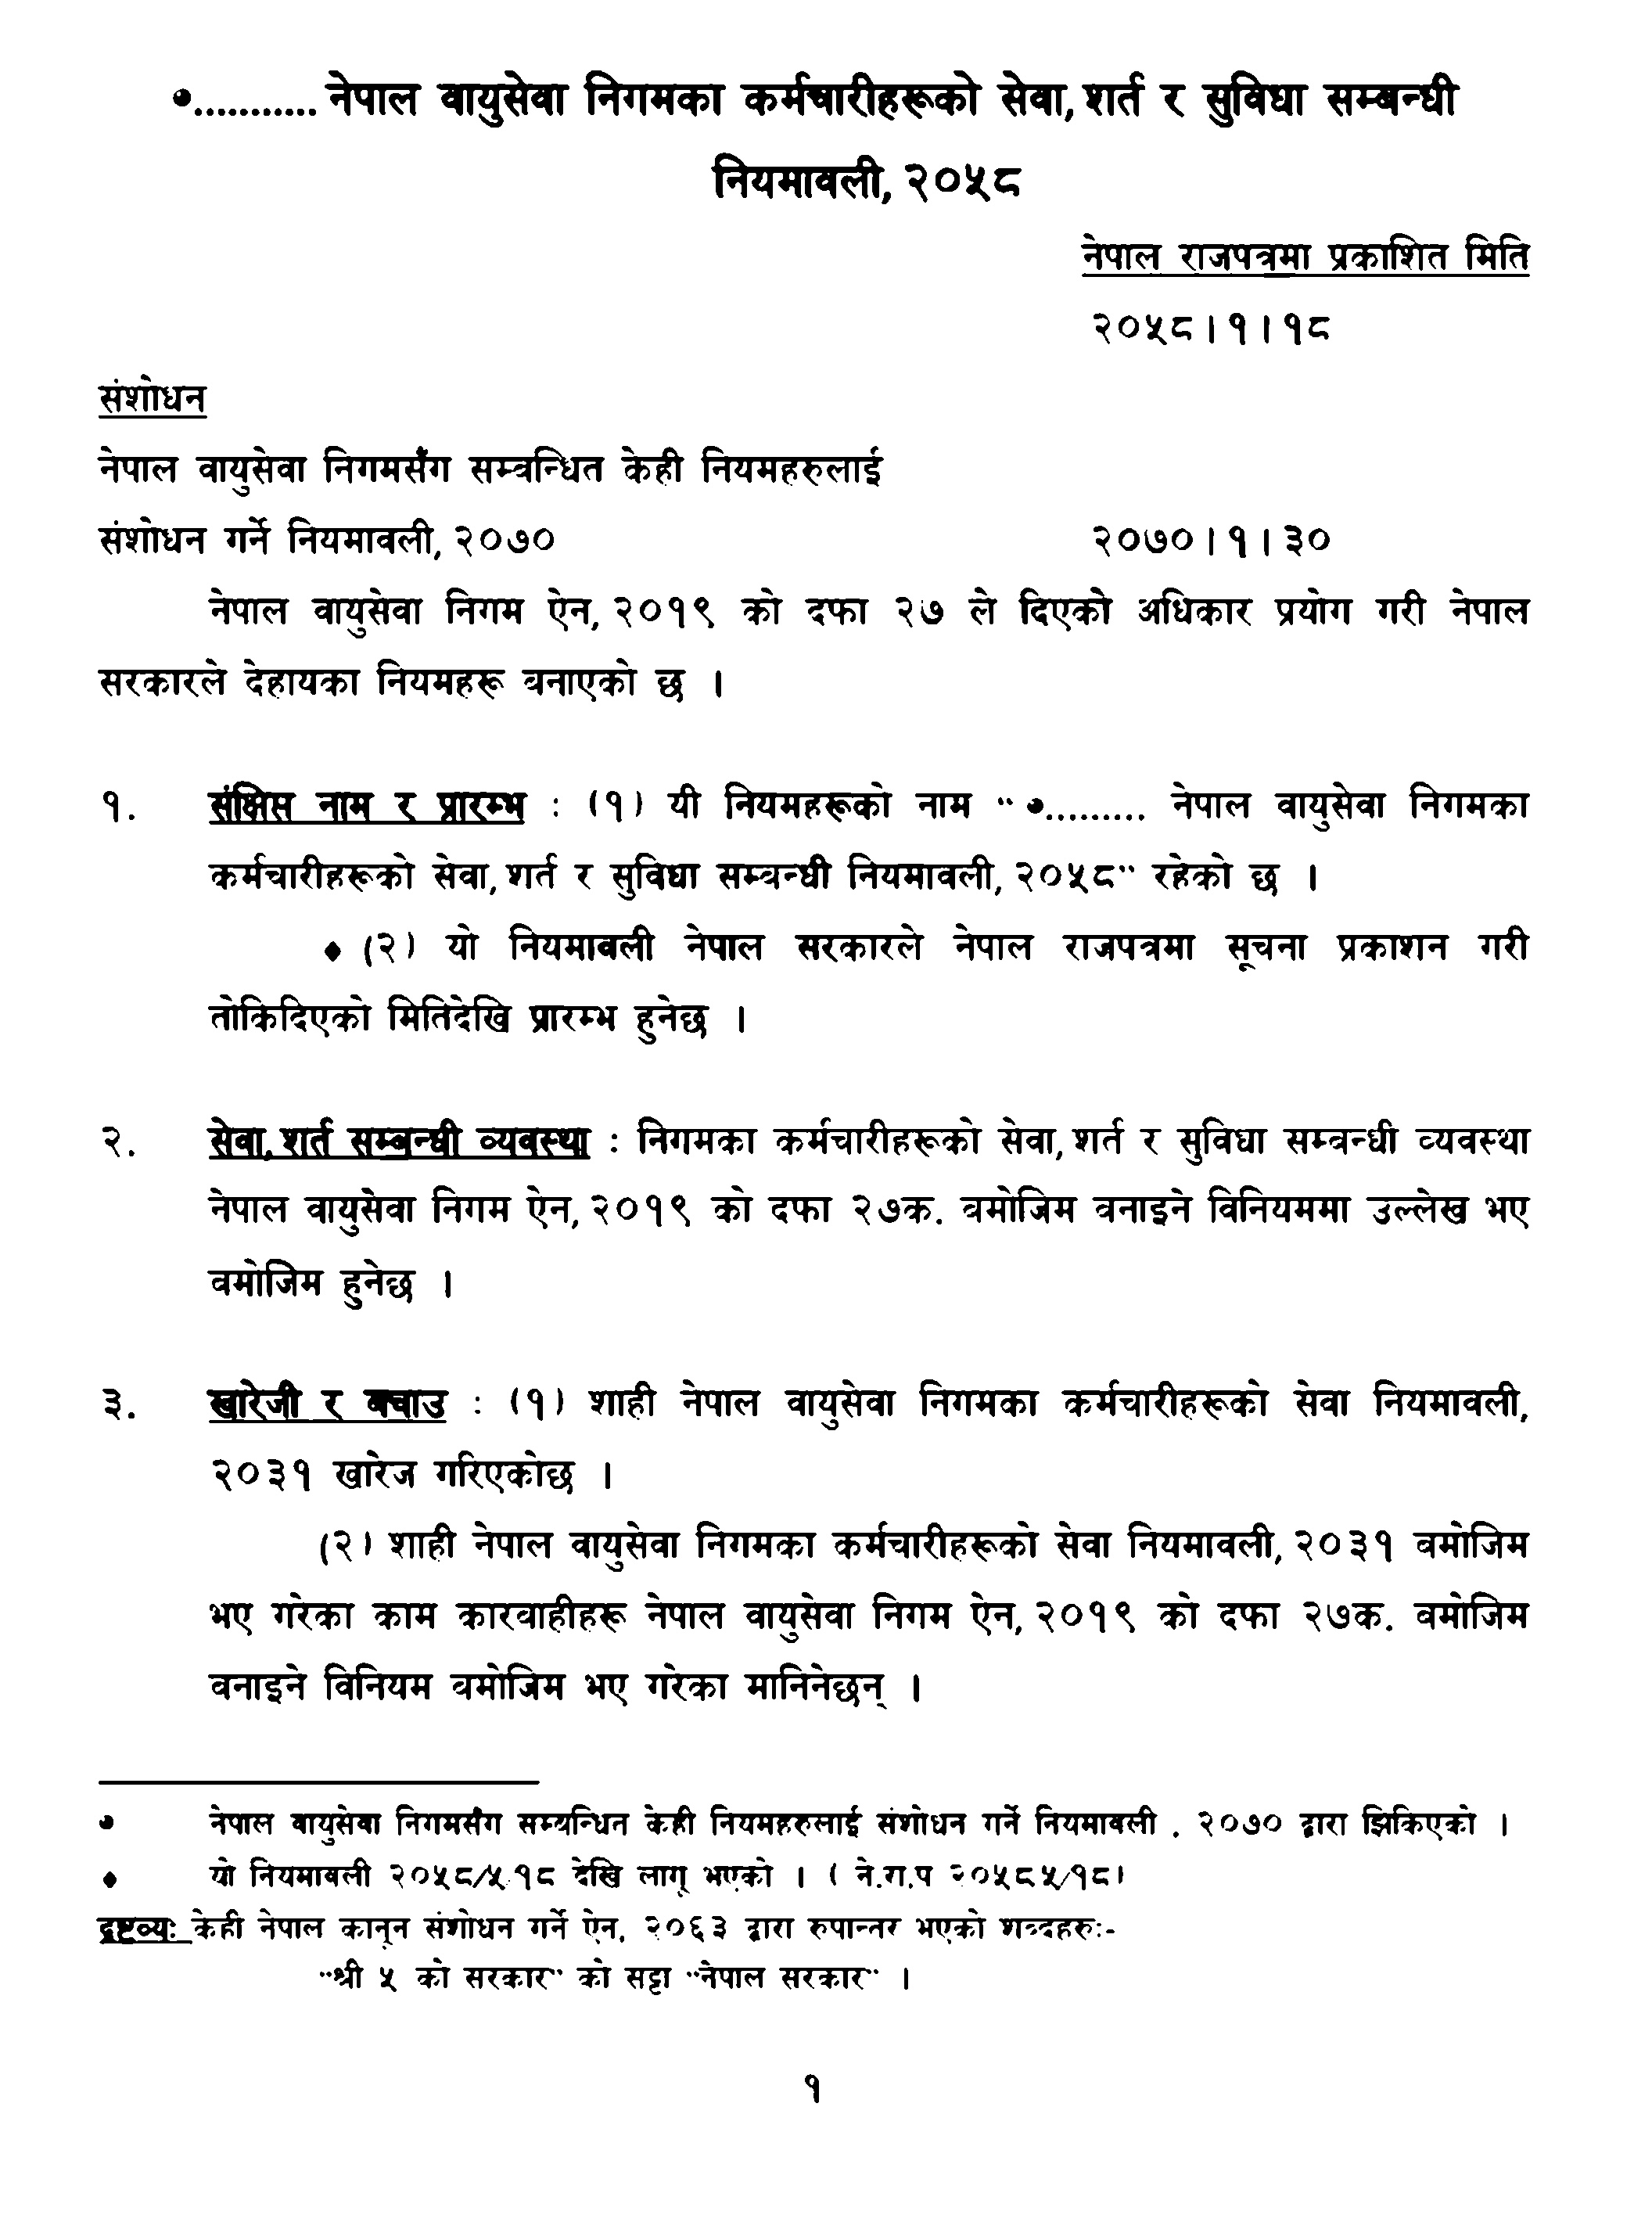 •........... नेपाल वायुसेवा निगमका कर्मचारीहरूको सेवा, शर्त र सुविधा सम्बन्धी
नियमावली, २०५८
नेपाल राजपत्रमा प्रकाशित मिति
२०५८।१।१८
संशोधन
नेपाल वायुसेवा निगमसँग सम्बन्धित केही नियमहरुलाई
संशोधन गर्ने नियमावली, २०७० २०७०।१।३०
नेपाल वायुसेवा निगम ऐन, २०१९ को दफा २७ ले दिएको अधिकार प्रयोग गरी नेपाल
सरकारले देहायका नियमहरू बनाएको छ ।
१. संक्षिप्त नाम र प्रारम्भ : (१) यी नियमहरूको नाम "•......... नेपाल वायुसेवा निगमका
कर्मचारीहरूको सेवा, शर्त र सुविधा सम्बन्धी नियमावली, २०५८" रहेको छ ।
♦ (२) यो नियमावली नेपाल सरकारले नेपाल राजपत्रमा सूचना प्रकाशन गरी
तोकिदिएको मितिदेखि प्रारम्भ हुनेछ ।
२. सेवा, शर्त सम्बन्धी व्यवस्था : निगमका कर्मचारीहरूको सेवा, शर्त र सुविधा सम्बन्धी व्यवस्था
नेपाल वायुसेवा निगम ऐन, २०१९ को दफा २७क. बमोजिम बनाइने विनियममा उल्लेख भए
बमोजिम हुनेछ ।
३. खारेजी र बचाउ : (१) शाही नेपाल वायुसेवा निगमका कर्मचारीहरूको सेवा नियमावली,
२०३१ खारेज गरिएकोछ ।
(२) शाही नेपाल वायुसेवा निगमका कर्मचारीहरूको सेवा नियमावली, २०३१ बमोजिम
भए गरेका काम कारबाहीहरू नेपाल वायुसेवा निगम ऐन, २०१९ को दफा २७क. बमोजिम
बनाइने विनियम बमोजिम भए गरेका मानिनेछन् ।
• नेपाल वायुसेवा निगमसँग सम्बन्धित केही नियमहरुलाई संशोधन गर्ने नियमावली , २०७० द्वारा झिकिएको ।
♦ यो नियमावली २०५८/५/१८ देखि लागू भएको । ( ने.रा.प २०५८५/१८)
द्रष्टव्यः केही नेपाल कानून संशोधन गर्ने ऐन, २०६३ द्वारा रुपान्तर भएको शब्दहरुः-
"श्री ५ को सरकार" को सट्टा "नेपाल सरकार" ।
१